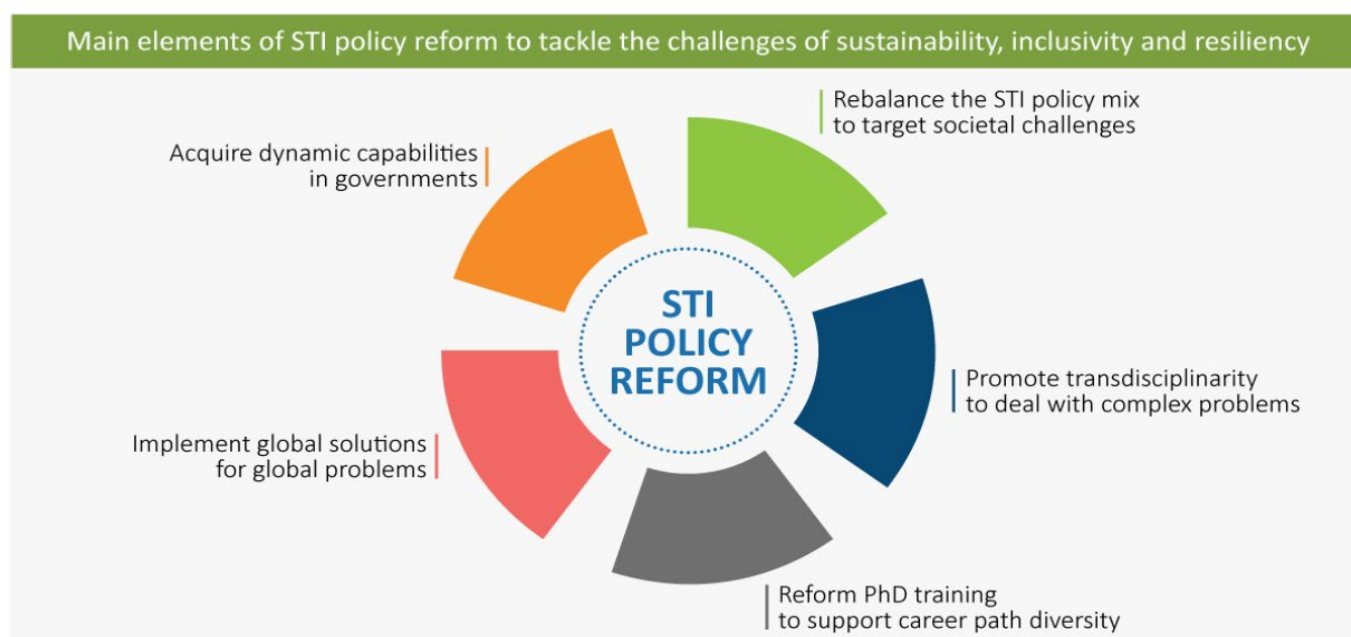 Main elements of STI policy reform to tackle the challenges of sustainability, inclusivity and resiliency
Rebalance the STI policy mix
to target societal challenges
Acquire dynamic capabilities
in governments
STI
POLICY
REFORM
Promote transdisciplinarity
to deal with complex problems
Implement global solutions
for global problems
Reform PhD training
to support career path diversity